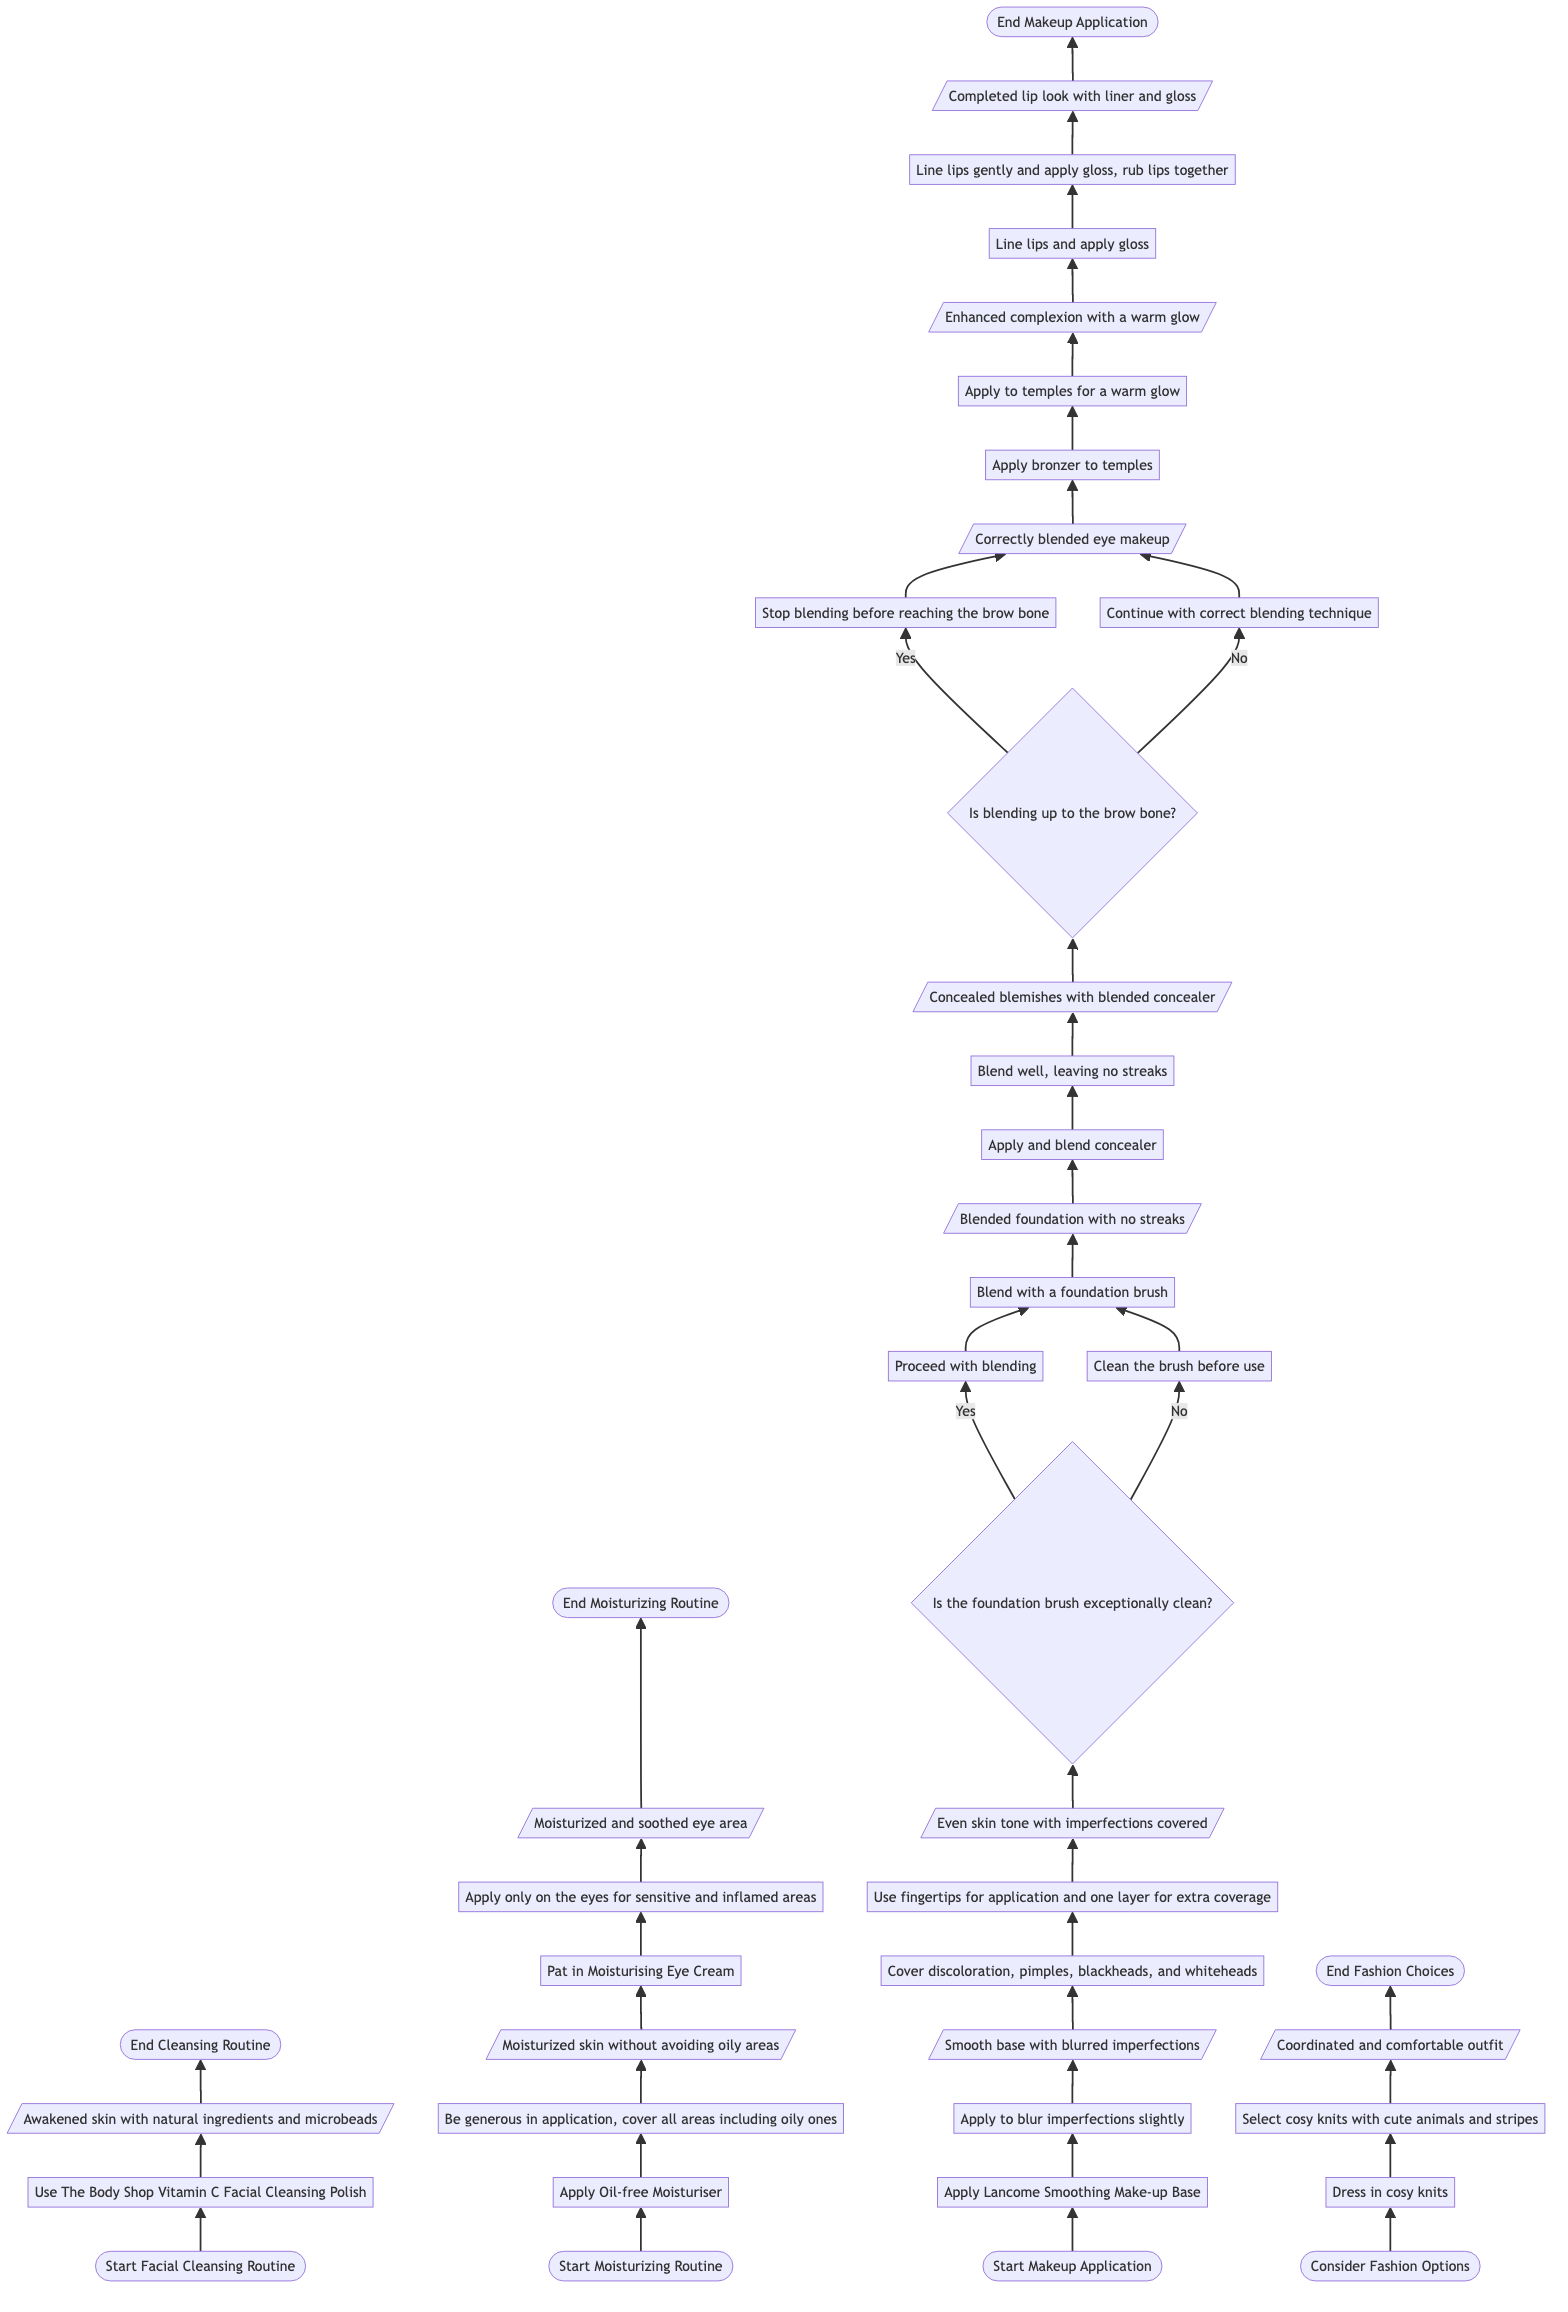 End Makeup Application
Completed lip look with liner and gloss
Line lips gently and apply gloss, rub lips together
Line lips and apply gloss
Enhanced complexion with a warm glow
Apply to temples for a warm glow
Apply bronzer to temples
Correctly blended eye makeup
Stop blending before reaching the brow bone
Continue with correct blending technique
Yes
No
Is blending up to the brow bone?
Concealed blemishes with blended concealer
Blend well, leaving no streaks
Apply and blend concealer
Blended foundation with no streaks
Blend with a foundation brush
Proceed with blending
Clean the brush before use
Yes
No
End Moisturizing Routine
Is the foundation brush exceptionally clean?
Moisturized and soothed eye area
Even skin tone with imperfections covered
Apply only on the eyes for sensitive and inflamed areas
Use fingertips for application and one layer for extra coverage
Pat in Moisturising Eye Cream
Cover discoloration, pimples, blackheads, and whiteheads
End Fashion Choices
End Cleansing Routine
Moisturized skin without avoiding oily areas
Smooth base with blurred imperfections
Coordinated and comfortable outfit
Awakened skin with natural ingredients and microbeads
Be generous in application, cover all areas including oily ones
Apply to blur imperfections slightly
Select cosy knits with cute animals and stripes
Use The Body Shop Vitamin C Facial Cleansing Polish
Apply Oil-free Moisturiser
Apply Lancome Smoothing Make-up Base
Dress in cosy knits
Start Facial Cleansing Routine
Start Moisturizing Routine
Start Makeup Application
Consider Fashion Options